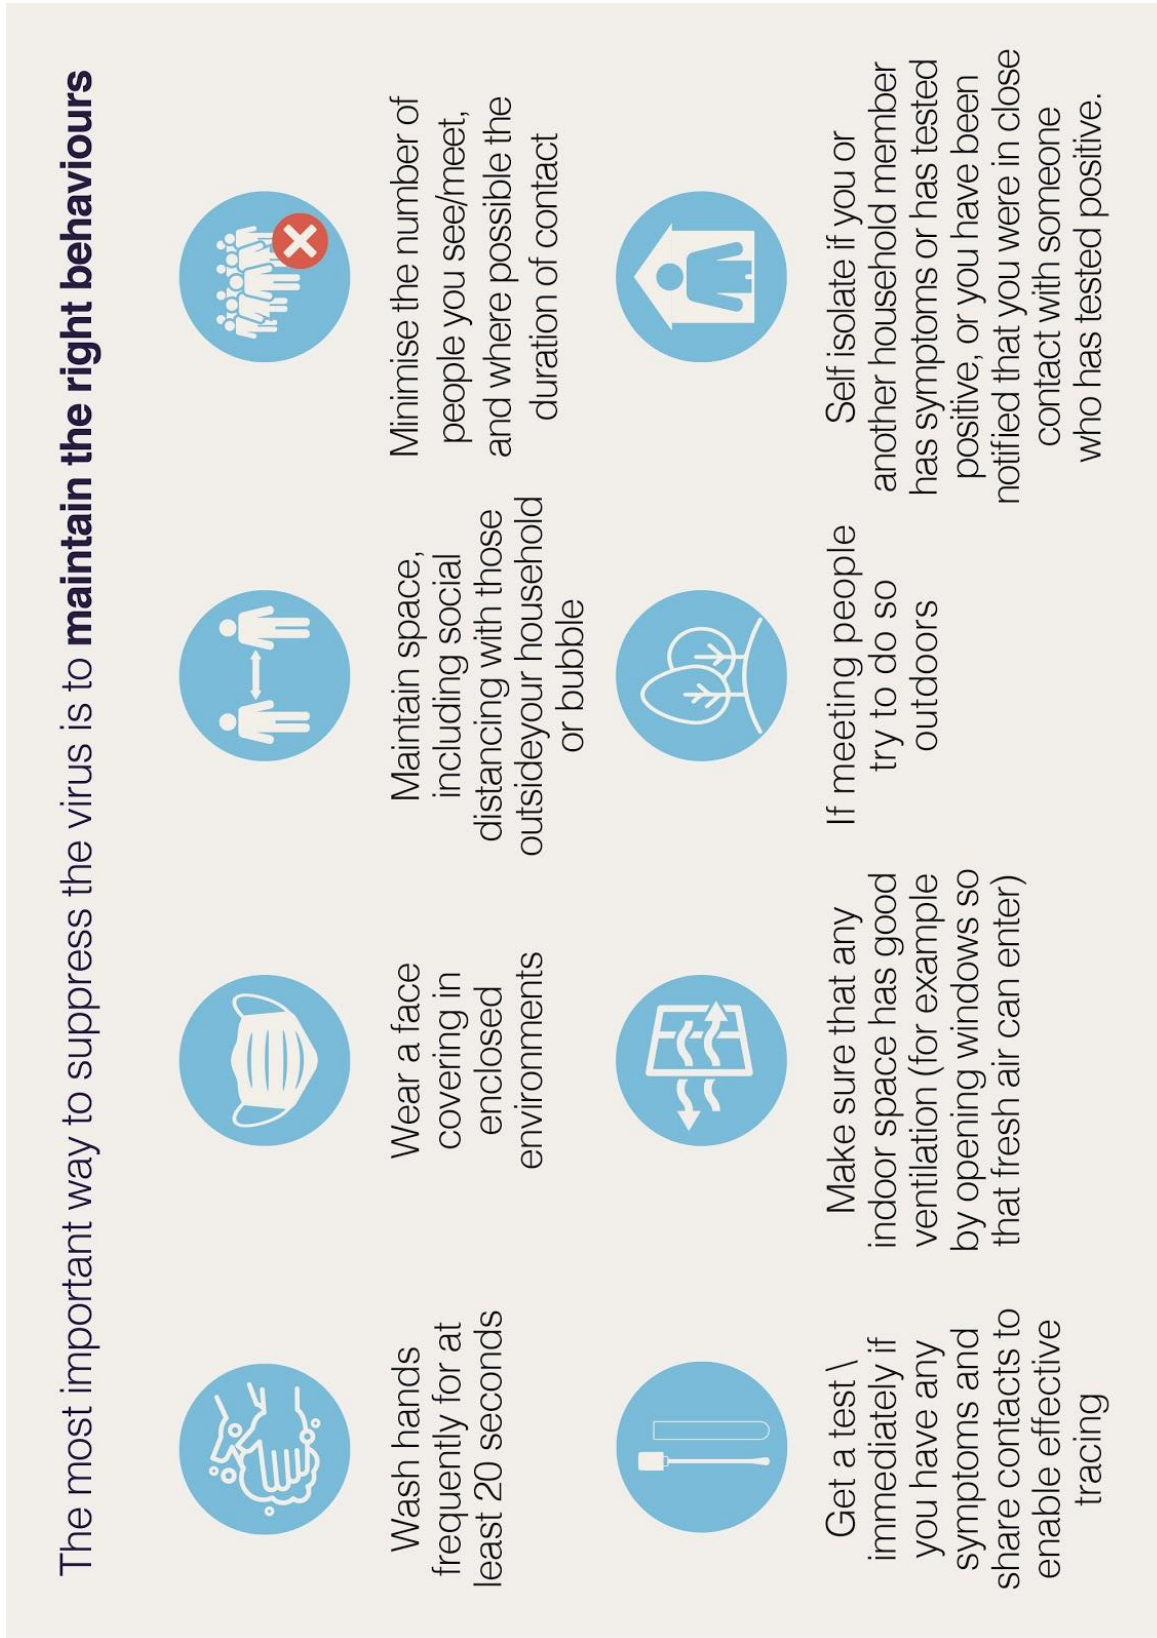 The most important way to suppress the virus is to maintain the right behaviours
Wash hands
frequently for at
least 20 seconds
Wear a face
covering in
enclosed
environments
Maintain space,
including social
distancing with those
outsideyour household
or bubble
Minimise the number of
people you see/meet,
and where possible the
duration of contact
Get a test \
immediately if
you have any
symptoms and
share contacts to
enable effective
tracing
Make sure that any
indoor space has good
ventilation (for example
by opening windows so
that fresh air can enter)
If meeting people
try to do so
outdoors
Self isolate if you or
another household member
has symptoms or has tested
positive, or you have been
notified that you were in close
contact with someone
who has tested positive.